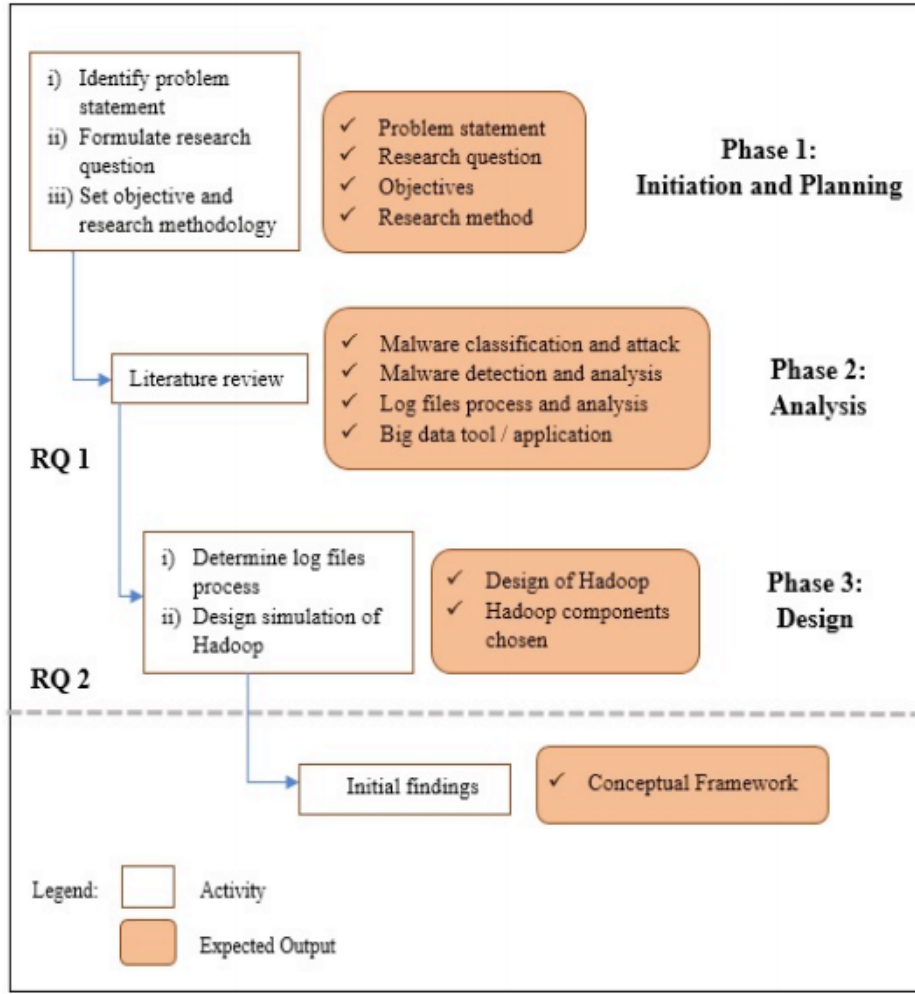 i) Identify problem
statement
ii) Formulate research
question
iii) Set objective and
research methodology
✓ Problem statement
✓ Research question
✓ Objectives
✓ Research method
Phase 1:
Initiation and Planning
Literature review
✓ Malware classification and attack
✓ Malware detection and analysis
✓ Log files process and analysis
✓ Big data tool / application
Phase 2:
Analysis
RQ 1
i) Determine log files
process
ii) Design simulation of
Hadoop
✓ Design of Hadoop
✓ Hadoop components
chosen
Phase 3:
Design
RQ 2
Initial findings
✓ Conceptual Framework
Legend:
Activity
Expected Output